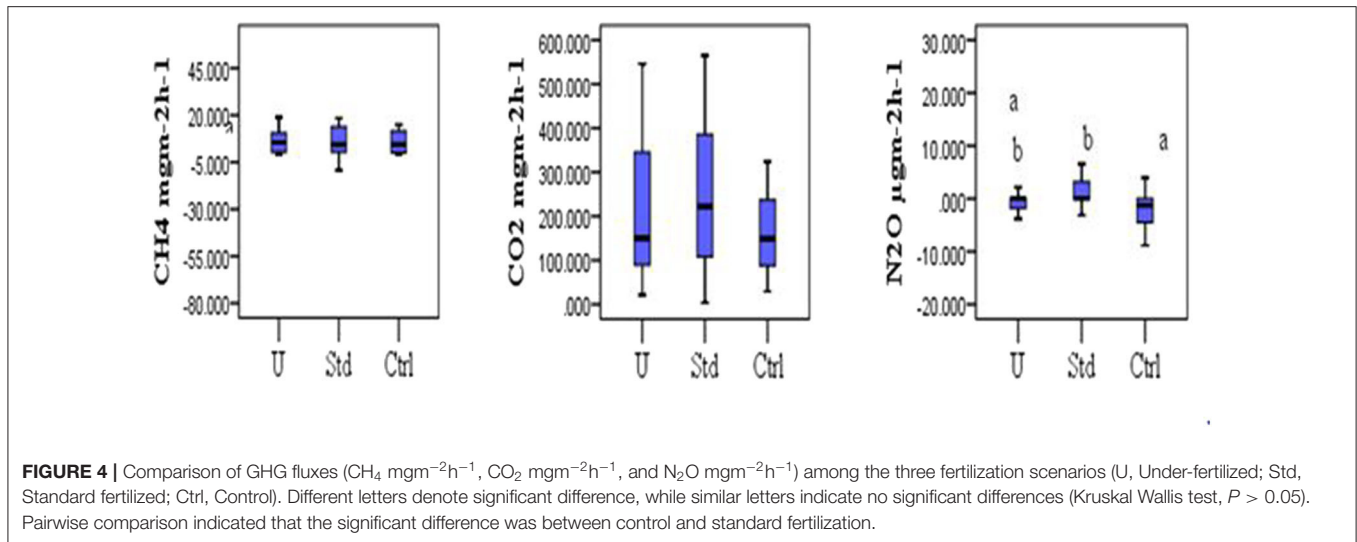 CH4 mgm-2h-1
45.000
20.000
-5.000
-30.000
-55.000
-80.000
U Std Ctrl
CO2 mgm-2h-1
600.000
500.000
400.000
300.000
200.000
100.000
.000
U Std Ctrl
N2O µgm-2h-1
30.000
20.000
10.000
.000
-10.000
-20.000
a
b
b
a
U Std Ctrl
FIGURE 4 | Comparison of GHG fluxes (CH₄ mgm⁻²h⁻¹, CO₂ mgm⁻²h⁻¹, and N₂O mgm⁻²h⁻¹) among the three fertilization scenarios (U, Under-fertilized; Std,
Standard fertilized; Ctrl, Control). Different letters denote significant difference, while similar letters indicate no significant differences (Kruskal Wallis test, P > 0.05).
Pairwise comparison indicated that the significant difference was between control and standard fertilization.